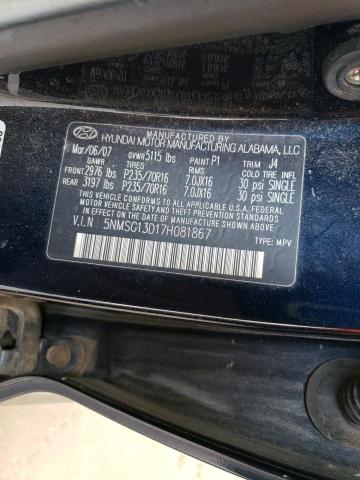 MANUFACTURED BY
HYUNDAI MOTOR MANUFACTURING ALABAMA, LLC
Mar/06/07 GVWR 5115 lbs PAINT P1 TRIM J4
GAWR TIRES RIMS COLD TIRE INFL
FRONT 2976 lbs P235/70R16 7.0JX16 30 psi SINGLE
REAR 3197 lbs P235/70R16 7.0JX16 30 psi SINGLE
THIS VEHICLE CONFORMS TO ALL APPLICABLE U.S.A. FEDERAL
MOTOR VEHICLE SAFETY AND BUMPER AND THEFT PREVENTION
STANDARDS IN EFFECT ON THE DATE OF MANUFACTURE SHOWN ABOVE
V.I.N 5NMSG13D17H081867
TYPE: MPV